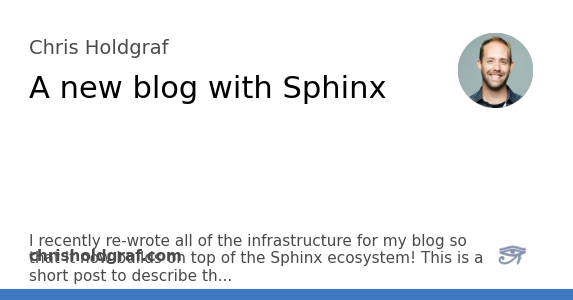 Chris Holdgraf
A new blog with Sphinx
I recently re-wrote all of the infrastructure for my blog so
that it now builds on top of the Sphinx ecosystem! This is a
chrisholdgraf.com
short post to describe th...